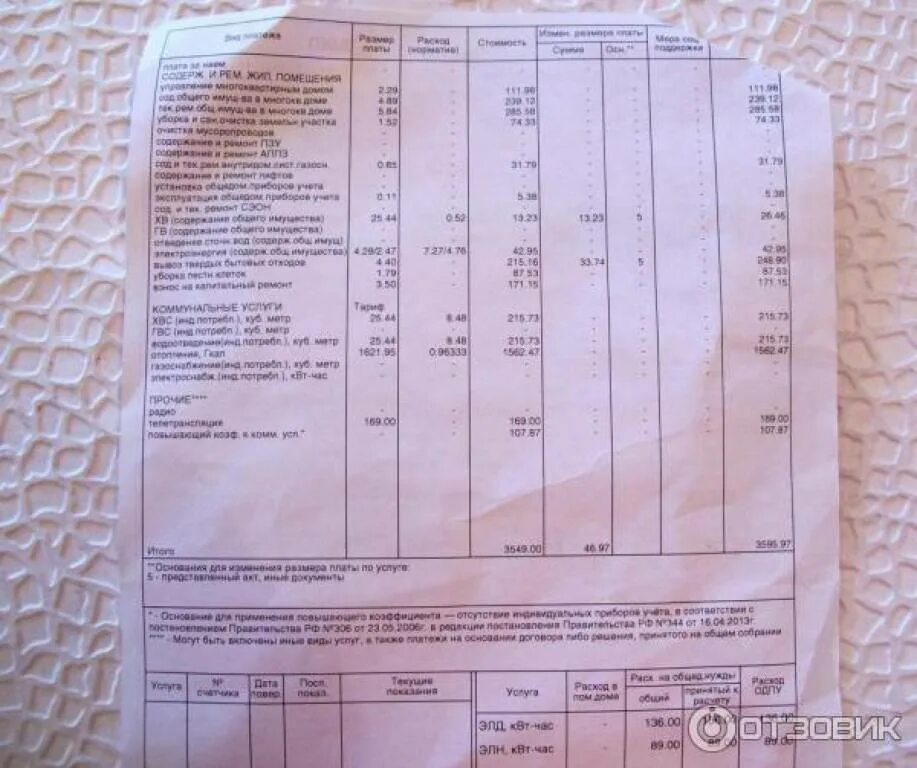 Вид платежа Размер платы Расход (норматив) Стоимость Измен. размера платы Сумма Осн.** Мера соц. поддержки
плата за наем - - - - - -
СОДЕРЖ. И РЕМ. ЖИЛ. ПОМЕЩЕНИЯ
управление многоквартирным домом 2.29 - 111.98 - - - 111.98
сод.общего имущ-ва в многокв.доме 4.89 - 239.12 - - - 239.12
тек.рем.общ.имущ-ва в многокв.доме 5.84 - 285.58 - - - 285.58
уборка и сан.очистка земельн.участка 1.52 - 74.33 - - - 74.33
очистка мусоропроводов - - - - - - -
содержание и ремонт ПЗУ - - - - - - -
содержание и ремонт АППЗ - - - - - - -
сод.и тек.рем.внутридом.сист.газосн. 0.65 - 31.79 - - - 31.79
содержание и ремонт лифтов - - - - - - -
установка общедом.приборов учета - - - - - - -
эксплуатация общедом.приборов учета 0.11 - 5.38 - - - 5.38
сод. и тек. ремонт СЭОН - - - - - - -
ХВ (содержание общего имущества) 25.44 0.52 13.23 13.23 5 - 26.46
ГВ (содержание общего имущества) - - - - - - -
отведение сточн.вод (содерж.общ.имущ) - - - - - - -
электроэнергия (содерж.общ.имущества) 4.28/2.47 7.27/4.76 42.95 - - - 42.95
вывоз твердых бытовых отходов 4.40 - 215.16 33.74 5 - 248.90
уборка лестн.клеток 1.79 - 87.53 - - - 87.53
взнос на капитальный ремонт 3.50 - 171.15 - - - 171.15
КОММУНАЛЬНЫЕ УСЛУГИ Тариф
ХВС (инд.потребл.), куб. метр 25.44 8.48 215.73 - - - 215.73
ГВС (инд.потребл.), куб. метр - - - - - - -
водоотведение(инд.потребл.), куб. метр 25.44 8.48 215.73 - - - 215.73
отопление, Гкал 1621.95 0.96333 1562.47 - - - 1562.47
газоснабжение(инд.потребл.), куб. метр - - - - - - -
электроснабж.(инд.потребл.), кВт-час - - - - - - -
ПРОЧИЕ****
радио - - - - - - -
телетрансляция 169.00 - 169.00 - - - 169.00
повышающий коэф. к комм. усл.* - - 107.87 - - - 107.87
Итого 3549.00 46.97 - 3595.97
**Основания для изменения размера платы по услуге:
5 - представленный акт, иные документы
* - Основание для применения повышающего коэффициента — отсутствие индивидуальных приборов учёта, в соответствии с
постановлением Правительства РФ №306 от 23.05.2006г. в редакции постановления Правительства РФ №344 от 16.04.2013г.
**** - Могут быть включены иные виды услуг, а также платежи на основании договора либо решения, принятого на общем собрании
Услуга № счетчика Дата повер. Посл. показ. Текущие показания
Услуга Расход в пом.дома Расх. на общед.нужды общий принятый к расчету Расход ОДПУ
ЭЛД, кВт-час - 136.00 136.00 136.00
ЭЛН, кВт-час - 89.00 89.00 89.00
ОТЗОВИК